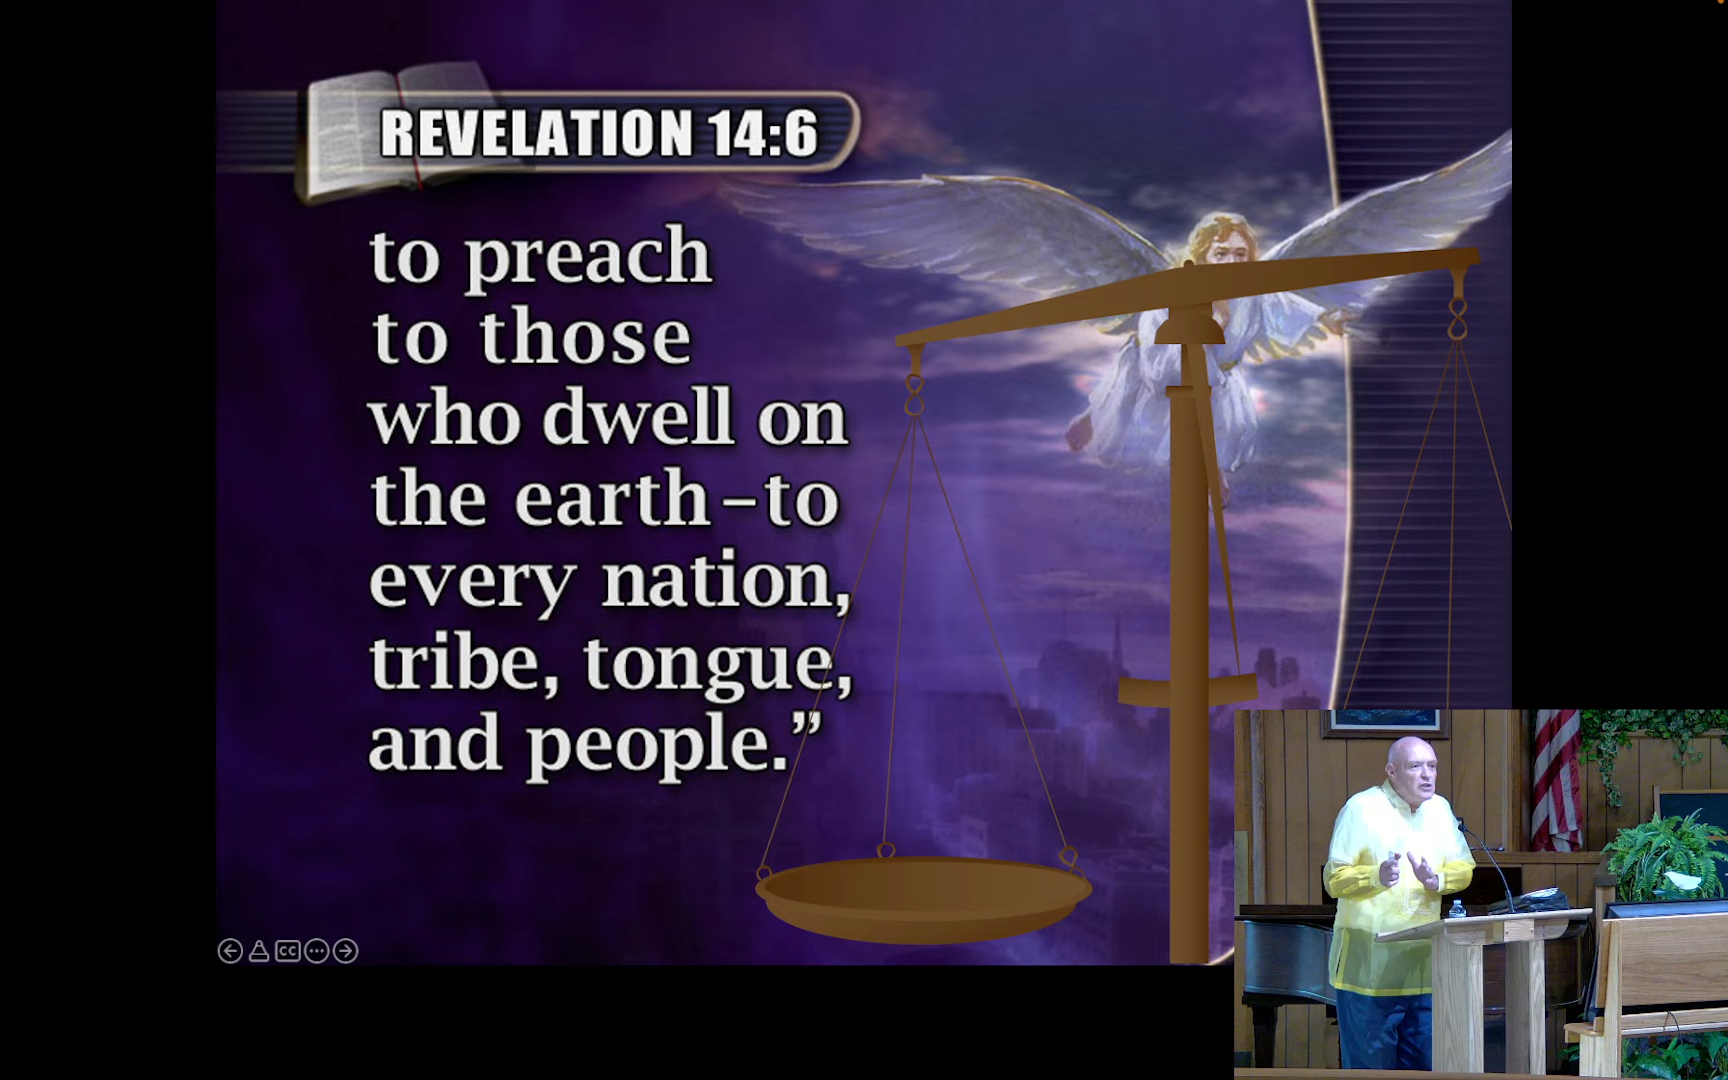 REVELATION 14:6
to preach
to those
who dwell on
the earth–to
every nation,
tribe, tongue,
and people.”
CC